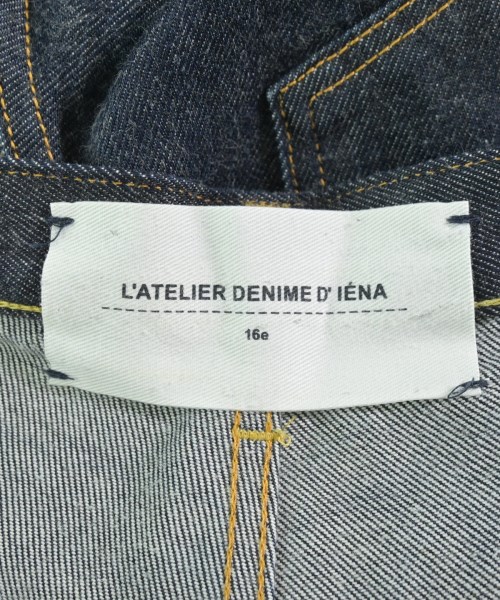 L'ATELIER DENIME D' IÉNA
16e